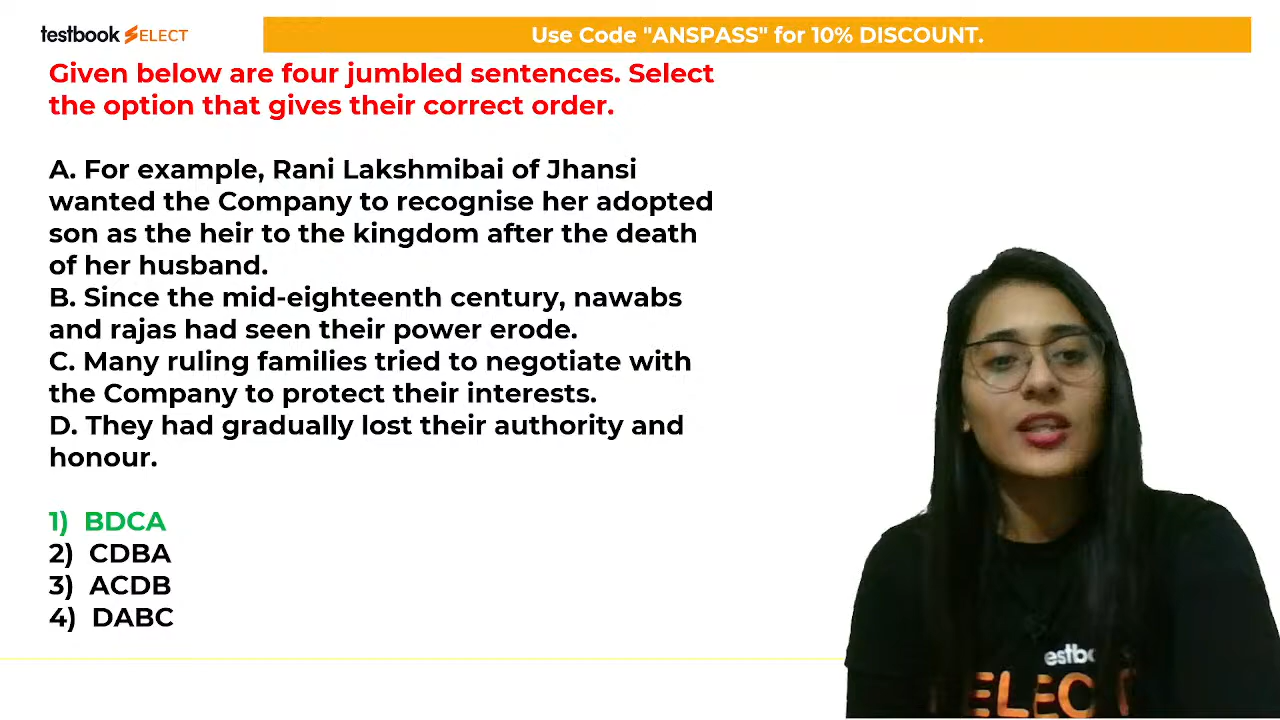 testbook SELECT
Use Code "ANSPASS" for 10% DISCOUNT.
Given below are four jumbled sentences. Select
the option that gives their correct order.
A. For example, Rani Lakshmibai of Jhansi
wanted the Company to recognise her adopted
son as the heir to the kingdom after the death
of her husband.
B. Since the mid-eighteenth century, nawabs
and rajas had seen their power erode.
C. Many ruling families tried to negotiate with
the Company to protect their interests.
D. They had gradually lost their authority and
honour.
1) BDCA
2) CDBA
3) ACDB
4) DABC
estbo
SELECT